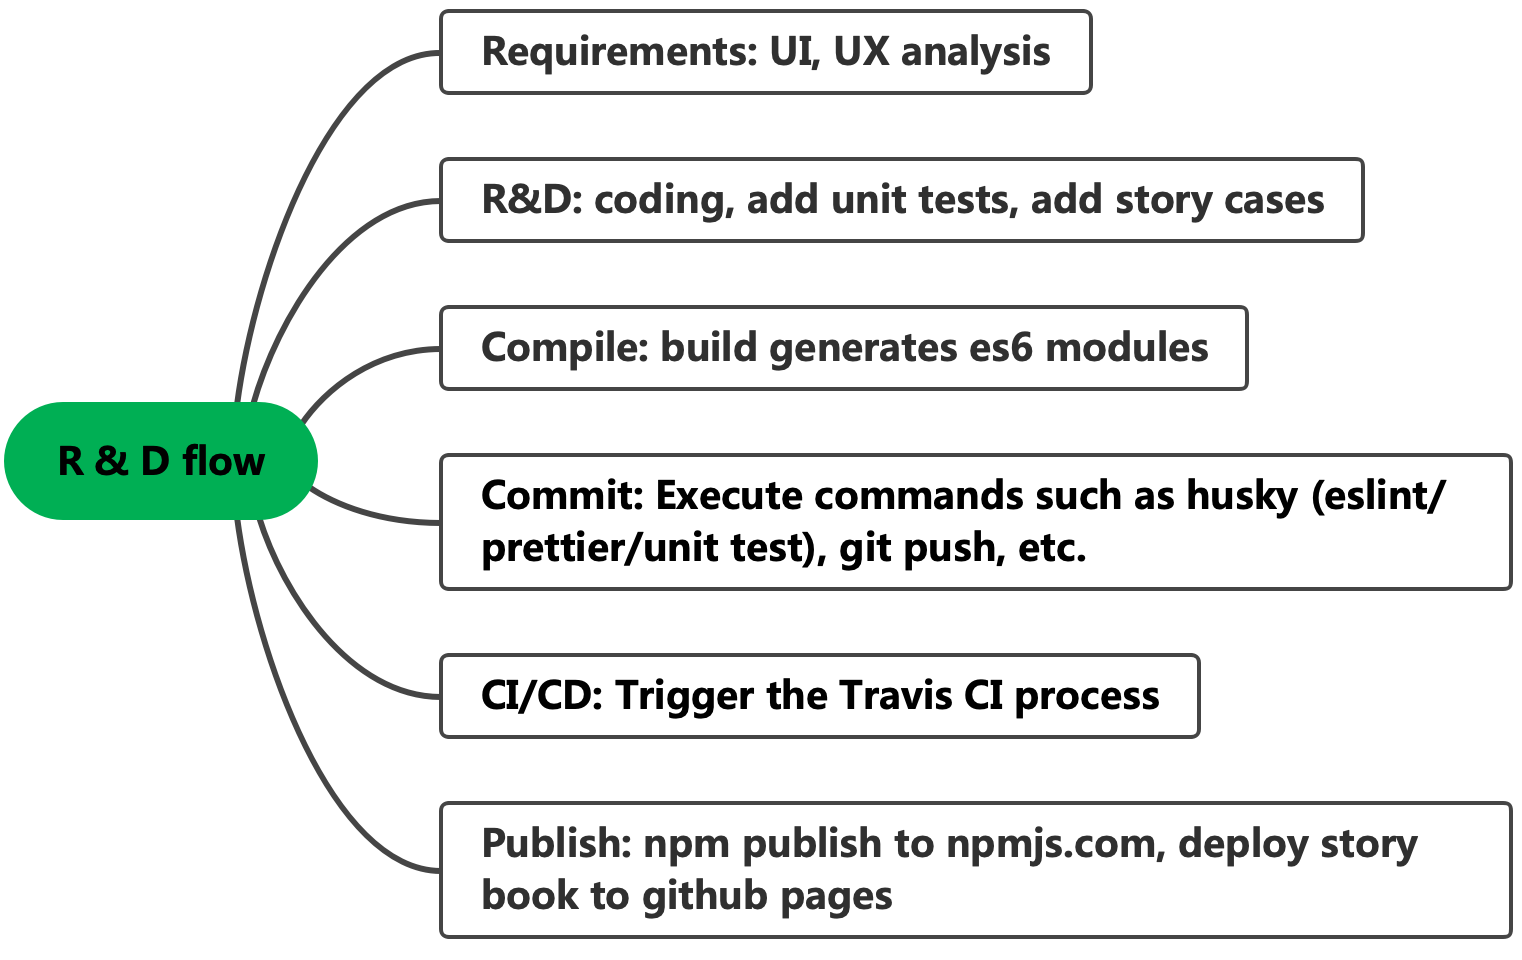 Requirements: UI, UX analysis
R&D: coding, add unit tests, add story cases
Compile: build generates es6 modules
R & D flow
Commit: Execute commands such as husky (eslint/
prettier/unit test), git push, etc.
CI/CD: Trigger the Travis CI process
Publish: npm publish to npmjs.com, deploy story
book to github pages